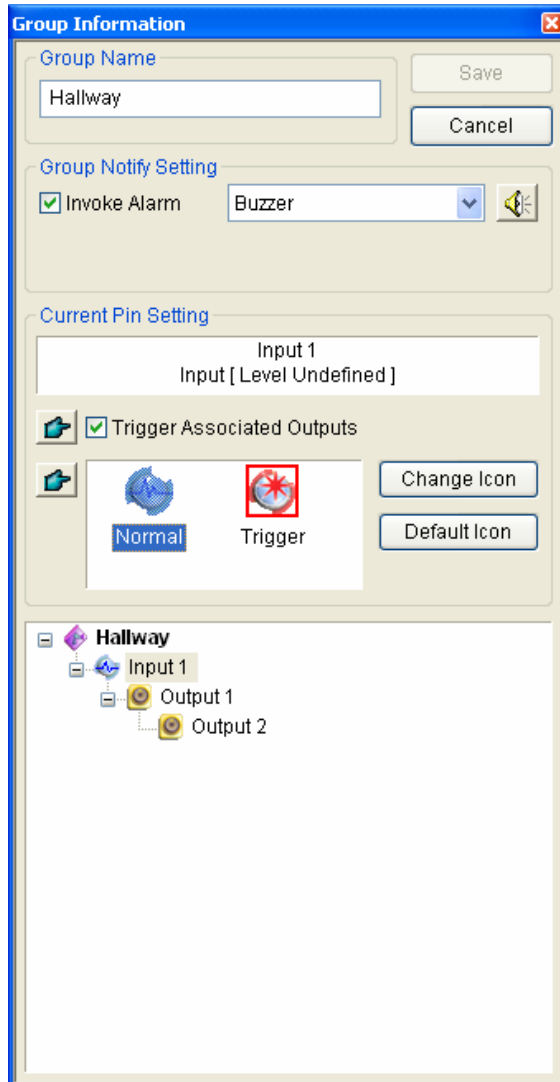 Group Information
Group Name
Save
Hallway
Cancel
Group Notify Setting
Invoke Alarm
Buzzer
Current Pin Setting
Input 1
Input [ Level Undefined ]
Trigger Associated Outputs
Normal
Trigger
Change Icon
Default Icon
Hallway
Input 1
Output 1
Output 2